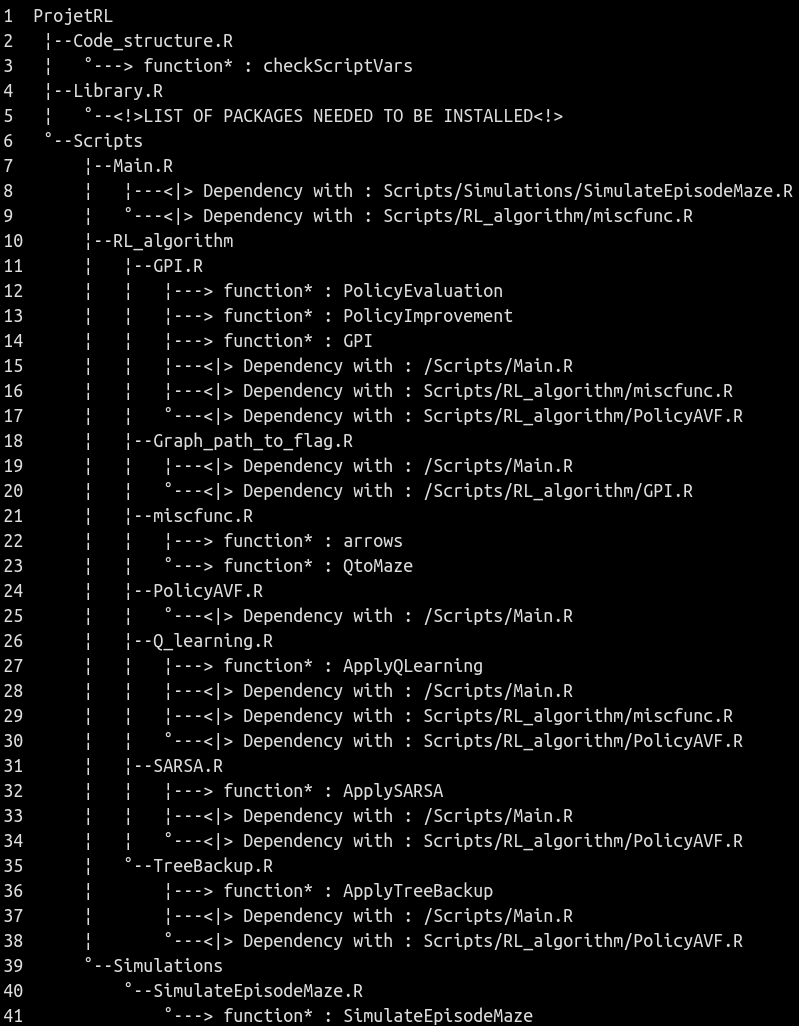 1  ProjetRL
2   ¦--Code_structure.R
3   ¦   °---> function* : checkScriptVars
4   ¦--Library.R
5   ¦   °--<!>LIST OF PACKAGES NEEDED TO BE INSTALLED<!>
6   °--Scripts
7       ¦--Main.R
8       ¦   ¦---<|> Dependency with : Scripts/Simulations/SimulateEpisodeMaze.R
9       ¦   °---<|> Dependency with : Scripts/RL_algorithm/miscfunc.R
10      ¦--RL_algorithm
11      ¦   ¦--GPI.R
12      ¦   ¦   ¦---> function* : PolicyEvaluation
13      ¦   ¦   ¦---> function* : PolicyImprovement
14      ¦   ¦   ¦---> function* : GPI
15      ¦   ¦   ¦---<|> Dependency with : /Scripts/Main.R
16      ¦   ¦   ¦---<|> Dependency with : Scripts/RL_algorithm/miscfunc.R
17      ¦   ¦   °---<|> Dependency with : Scripts/RL_algorithm/PolicyAVF.R
18      ¦   ¦--Graph_path_to_flag.R
19      ¦   ¦   ¦---<|> Dependency with : /Scripts/Main.R
20      ¦   ¦   °---<|> Dependency with : /Scripts/RL_algorithm/GPI.R
21      ¦   ¦--miscfunc.R
22      ¦   ¦   ¦---> function* : arrows
23      ¦   ¦   °---> function* : QtoMaze
24      ¦   ¦--PolicyAVF.R
25      ¦   ¦   °---<|> Dependency with : /Scripts/Main.R
26      ¦   ¦--Q_learning.R
27      ¦   ¦   ¦---> function* : ApplyQLearning
28      ¦   ¦   ¦---<|> Dependency with : /Scripts/Main.R
29      ¦   ¦   ¦---<|> Dependency with : Scripts/RL_algorithm/miscfunc.R
30      ¦   ¦   °---<|> Dependency with : Scripts/RL_algorithm/PolicyAVF.R
31      ¦   ¦--SARSA.R
32      ¦   ¦   ¦---> function* : ApplySARSA
33      ¦   ¦   ¦---<|> Dependency with : /Scripts/Main.R
34      ¦   ¦   °---<|> Dependency with : Scripts/RL_algorithm/PolicyAVF.R
35      ¦   °--TreeBackup.R
36      ¦       ¦---> function* : ApplyTreeBackup
37      ¦       ¦---<|> Dependency with : /Scripts/Main.R
38      ¦       °---<|> Dependency with : Scripts/RL_algorithm/PolicyAVF.R
39      °--Simulations
40          °--SimulateEpisodeMaze.R
41              °---> function* : SimulateEpisodeMaze